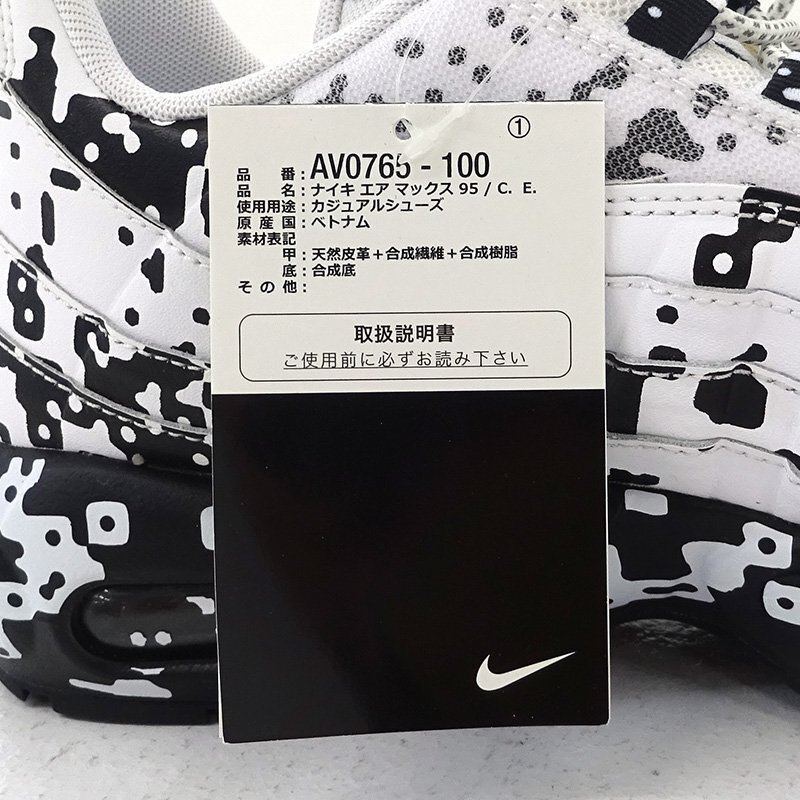 ①
品番：AV0765 - 100
品名：ナイキ エア マックス 95 / C. E.
使用用途：カジュアルシューズ
原産国：ベトナム
素材表記
甲：天然皮革＋合成繊維＋合成樹脂
底：合成底
その他：
取扱説明書
ご使用前に必ずお読み下さい